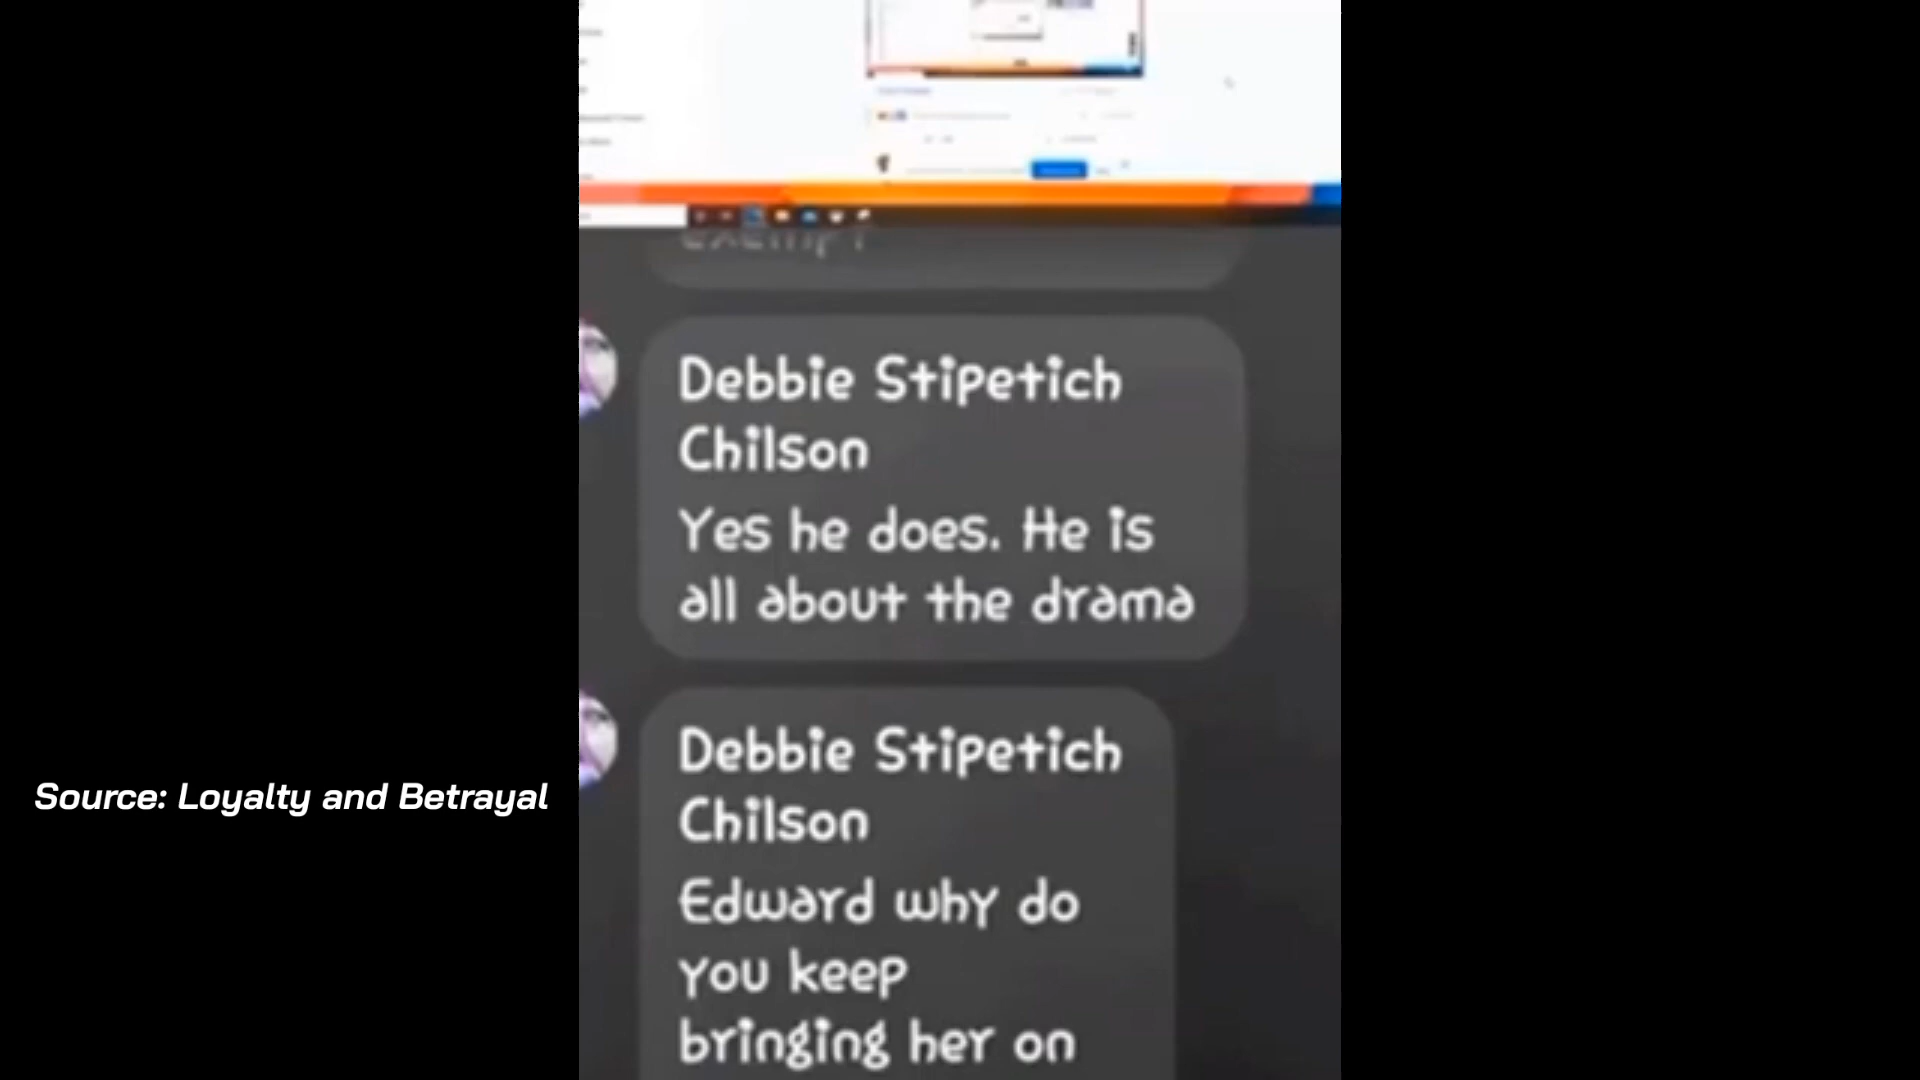 exempt
Debbie Stipetich
Chilson
Yes he does. He is
all about the drama
Debbie Stipetich
Chilson
Source: Loyalty and Betrayal
Edward why do
you keep
bringing her on